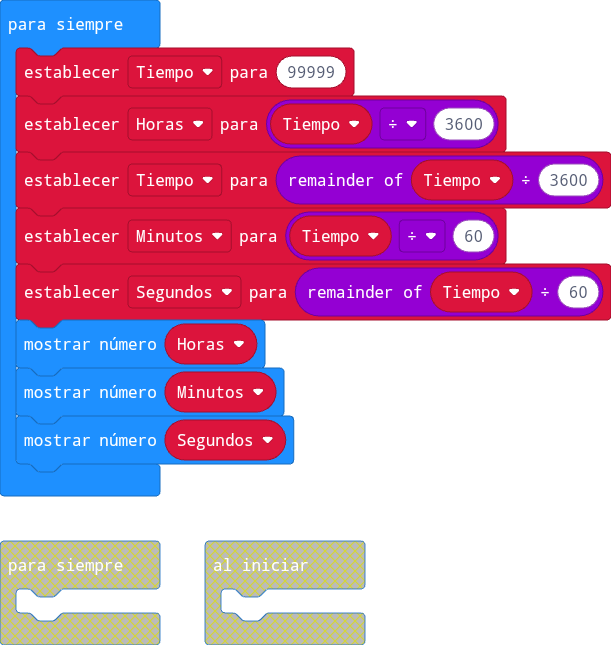 para siempre
establecer Tiempo para 99999
establecer Horas para Tiempo ÷ 3600
establecer Tiempo para remainder of Tiempo ÷ 3600
establecer Minutos para Tiempo ÷ 60
establecer Segundos para remainder of Tiempo ÷ 60
mostrar número Horas
mostrar número Minutos
mostrar número Segundos
para siempre
al iniciar